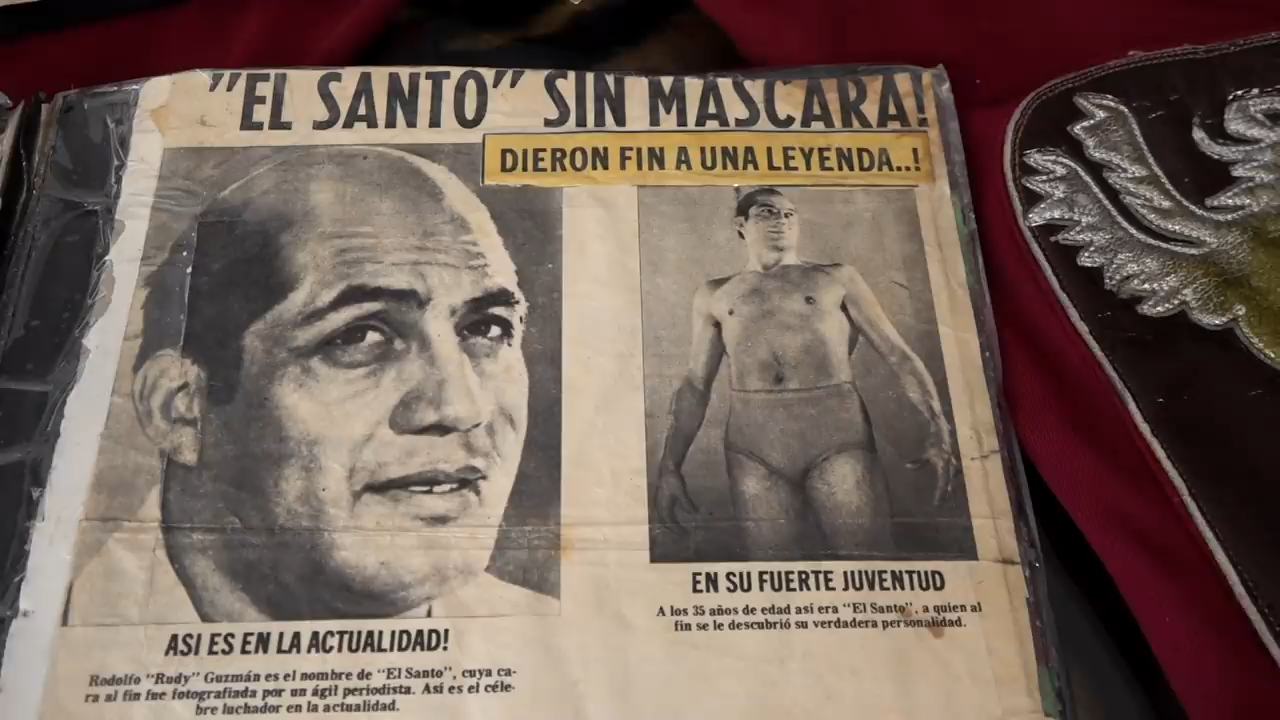 "EL SANTO" SIN MASCARA!
DIERON FIN A UNA LEYENDA..!
ASI ES EN LA ACTUALIDAD!
Rodolfo "Rudy" Guzmán es el nombre de "El Santo", cuya ca-
ra al fin fue fotografiada por un ágil periodista. Así es el céle-
bre luchador en la actualidad.
EN SU FUERTE JUVENTUD
A los 35 años de edad así era "El Santo", a quien al
fin se le descubrió su verdadera personalidad.